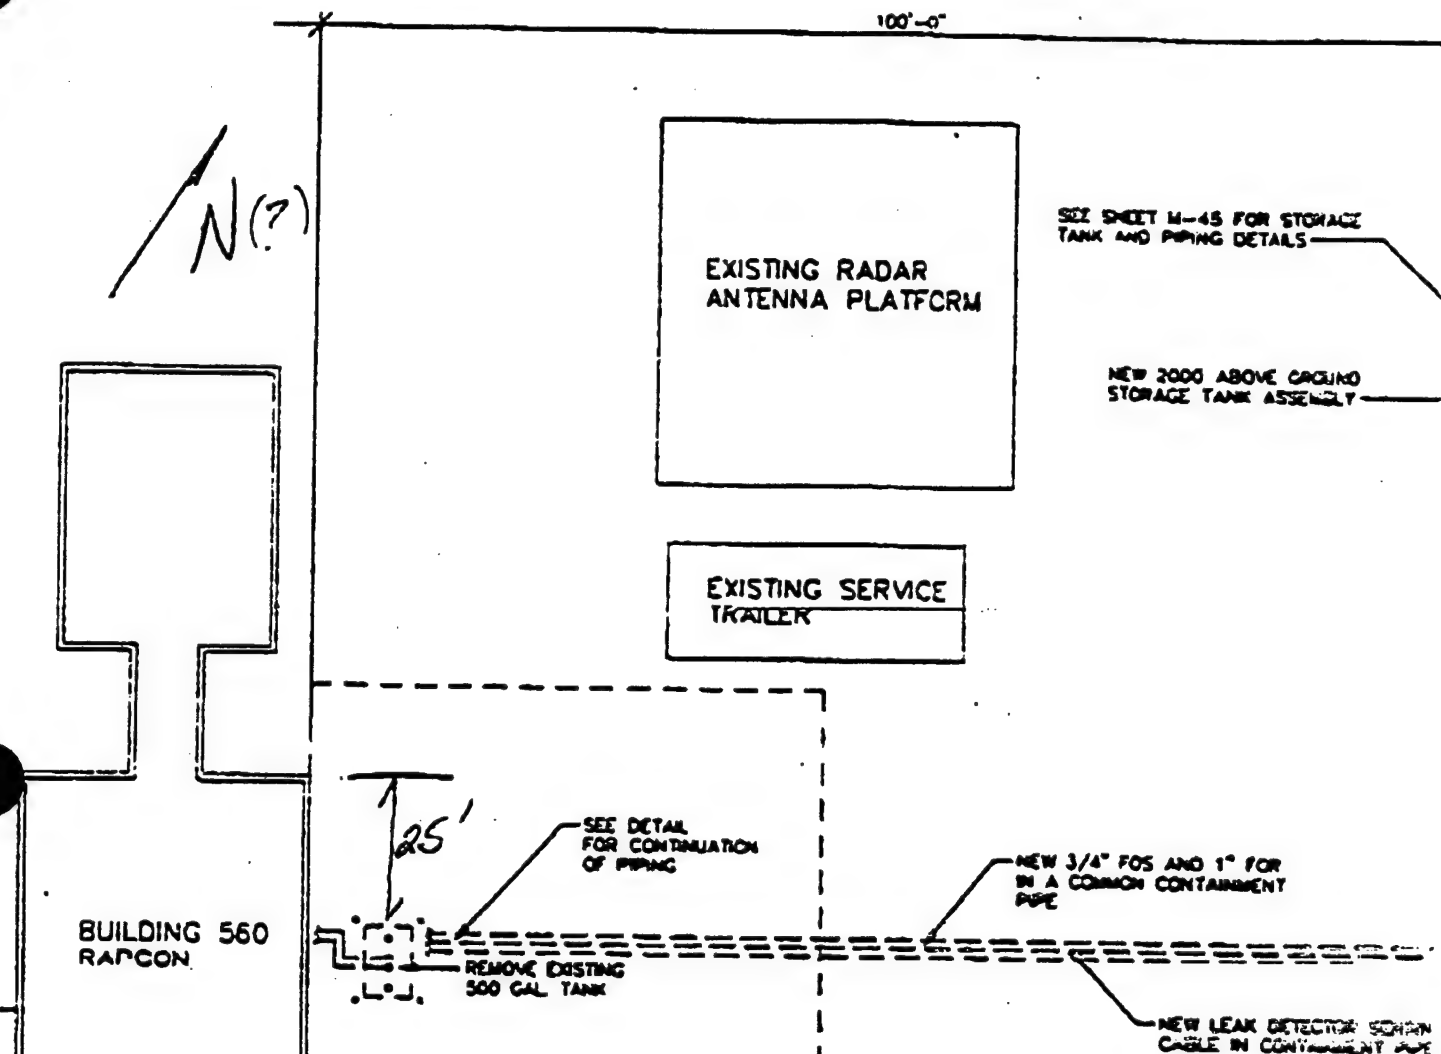 100'-0"
N(?)
SEE SHEET M-45 FOR STORAGE
TANK AND PIPING DETAILS
EXISTING RADAR
ANTENNA PLATFORM
NEW 2000 ABOVE GROUND
STORAGE TANK ASSEMBLY
EXISTING SERVICE
TRAILER
25'
SEE DETAIL
FOR CONTINUATION
OF PIPING
NEW 3/4" FOS AND 1" FOR
IN A COMMON CONTAINMENT
PIPE
BUILDING 560
RAPCON
REMOVE EXISTING
500 GAL TANK
NEW LEAK DETECTOR
CABLE IN CONTAINMENT PIPE